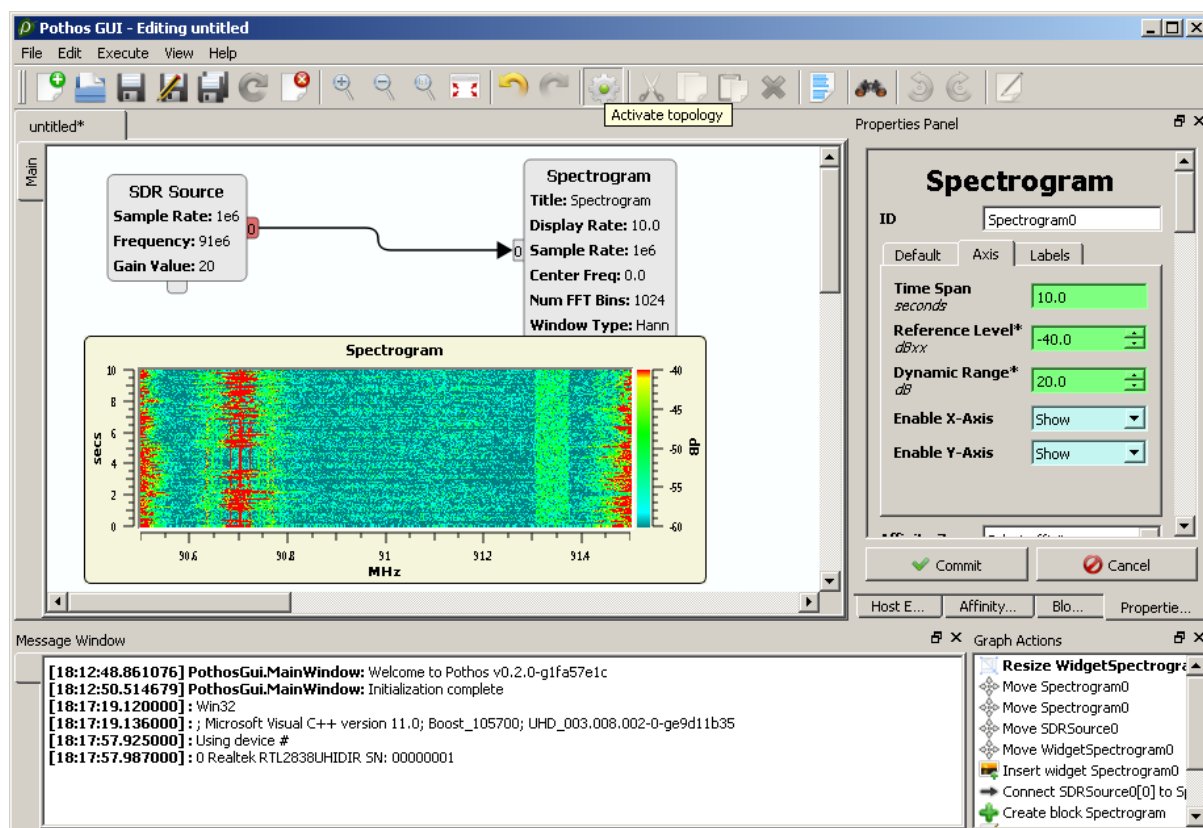 Pothos GUI - Editing untitled
File Edit Execute View Help
Activate topology
untitled*
Main
SDR Source
Sample Rate: 1e6
Frequency: 91e6
Gain Value: 20
0
0
Spectrogram
Title: Spectrogram
Display Rate: 10.0
Sample Rate: 1e6
Center Freq: 0.0
Num FFT Bins: 1024
Window Type: Hann
Spectrogram
secs
10
8
6
4
2
0
90.6 90.8 91 91.2 91.4
MHz
-40
-45
-50
-55
-60
dB
Properties Panel
Spectrogram
ID Spectrogram0
Default Axis Labels
Time Span 10.0
seconds
Reference Level* -40.0
dBxx
Dynamic Range* 20.0
dB
Enable X-Axis Show
Enable Y-Axis Show
Commit Cancel
Host E... Affinity... Blo... Propertie...
Message Window
[18:12:48.861076] PothosGui.MainWindow: Welcome to Pothos v0.2.0-g1fa57e1c
[18:12:50.514679] PothosGui.MainWindow: Initialization complete
[18:17:19.120000] : Win32
[18:17:19.136000] : ; Microsoft Visual C++ version 11.0; Boost_105700; UHD_003.008.002-0-ge9d11b35
[18:17:57.925000] : Using device #
[18:17:57.987000] : 0 Realtek RTL2838UHIDIR SN: 00000001
Graph Actions
Resize WidgetSpectrogra
Move Spectrogram0
Move Spectrogram0
Move SDRSource0
Move WidgetSpectrogram0
Insert widget Spectrogram0
Connect SDRSource0[0] to Sp
Create block Spectrogram